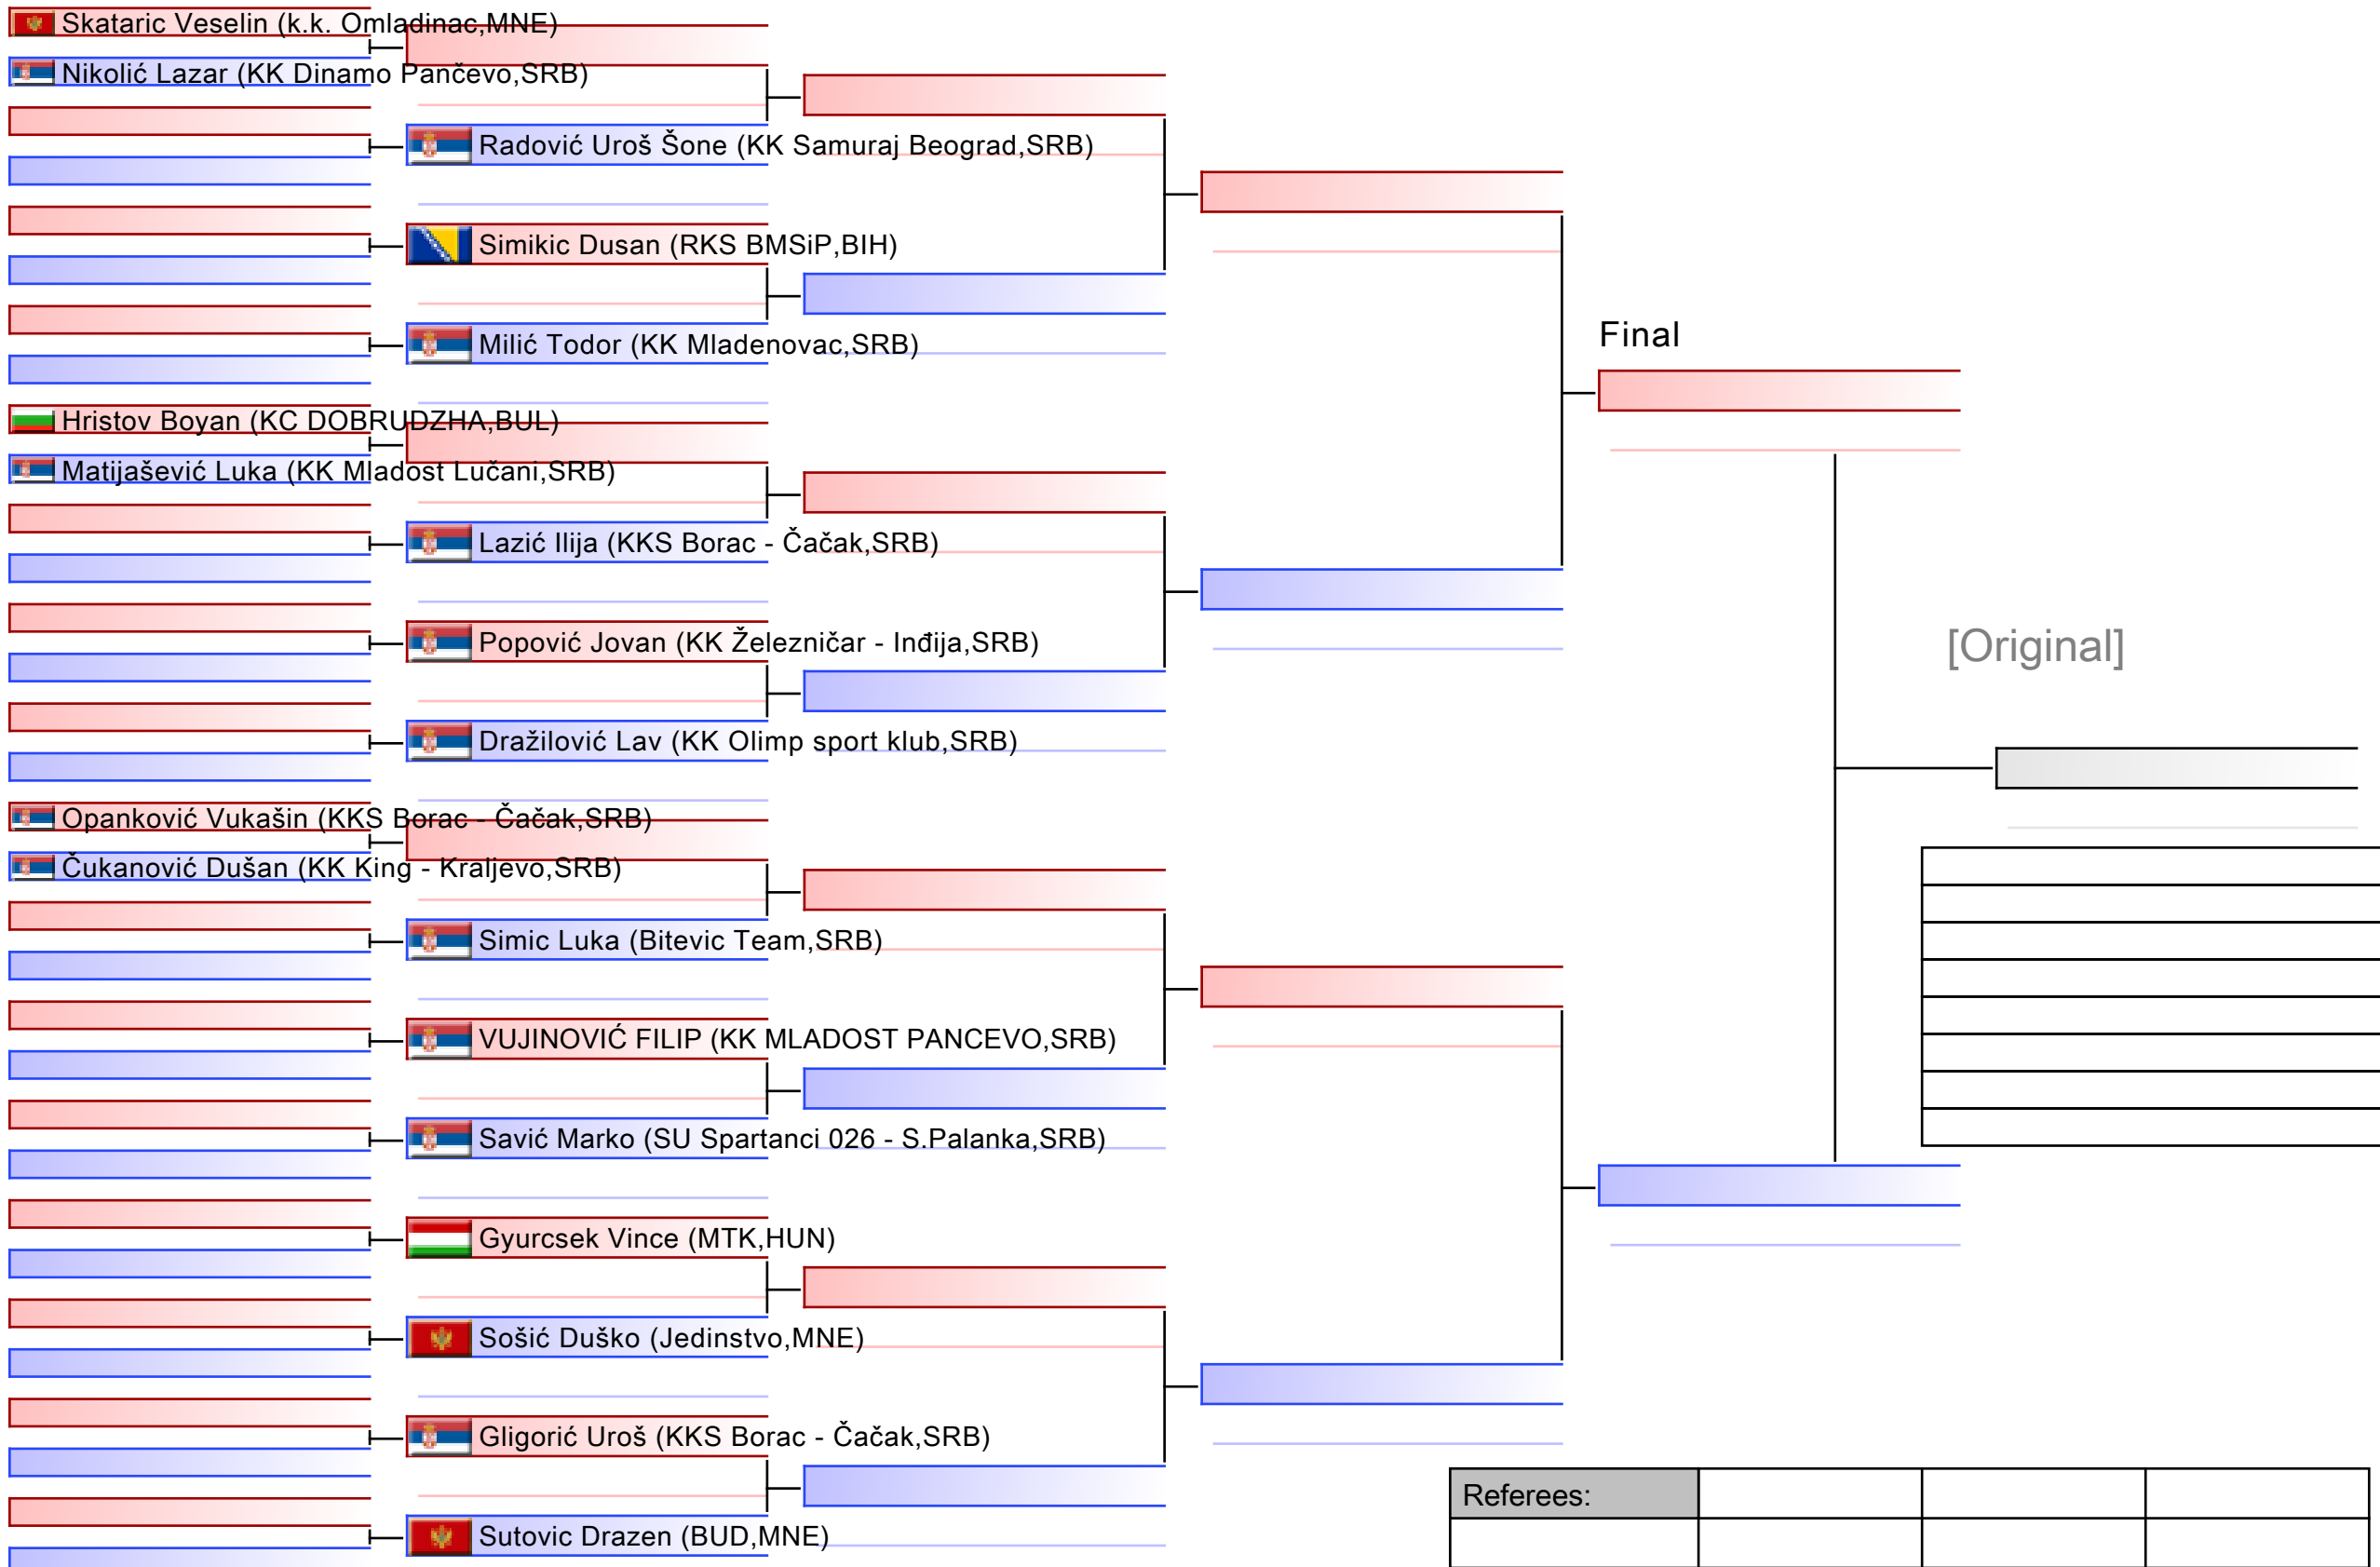 Skataric Veselin (k.k. Omladinac,MNE)
Nikolić Lazar (KK Dinamo Pančevo,SRB)
Radović Uroš Šone (KK Samuraj Beograd,SRB)
Simikic Dusan (RKS BMSiP,BIH)
Milić Todor (KK Mladenovac,SRB)
Final
Hristov Boyan (KC DOBRUDZHA,BUL)
Matijašević Luka (KK Mladost Lučani,SRB)
Lazić Ilija (KKS Borac - Čačak,SRB)
Popović Jovan (KK Železničar - Inđija,SRB)
[Original]
Dražilović Lav (KK Olimp sport klub,SRB)
Opanković Vukašin (KKS Borac - Čačak,SRB)
Čukanović Dušan (KK King - Kraljevo,SRB)
Simic Luka (Bitevic Team,SRB)
VUJINOVIĆ FILIP (KK MLADOST PANCEVO,SRB)
Savić Marko (SU Spartanci 026 - S.Palanka,SRB)
Gyurcsek Vince (MTK,HUN)
Sošić Duško (Jedinstvo,MNE)
Gligorić Uroš (KKS Borac - Čačak,SRB)
Referees:
Sutovic Drazen (BUD,MNE)